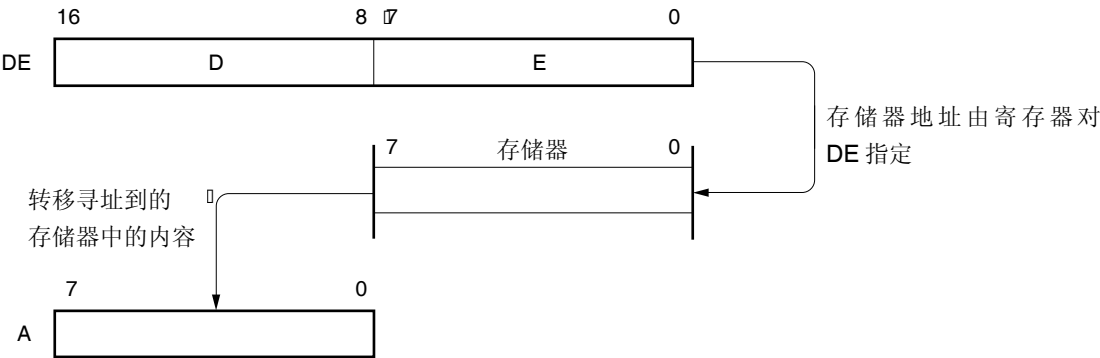 16 8 7 0
DE D E
存储器地址由寄存器对
DE 指定
7 存储器 0
转移寻址到的
存储器中的内容
7 0
A